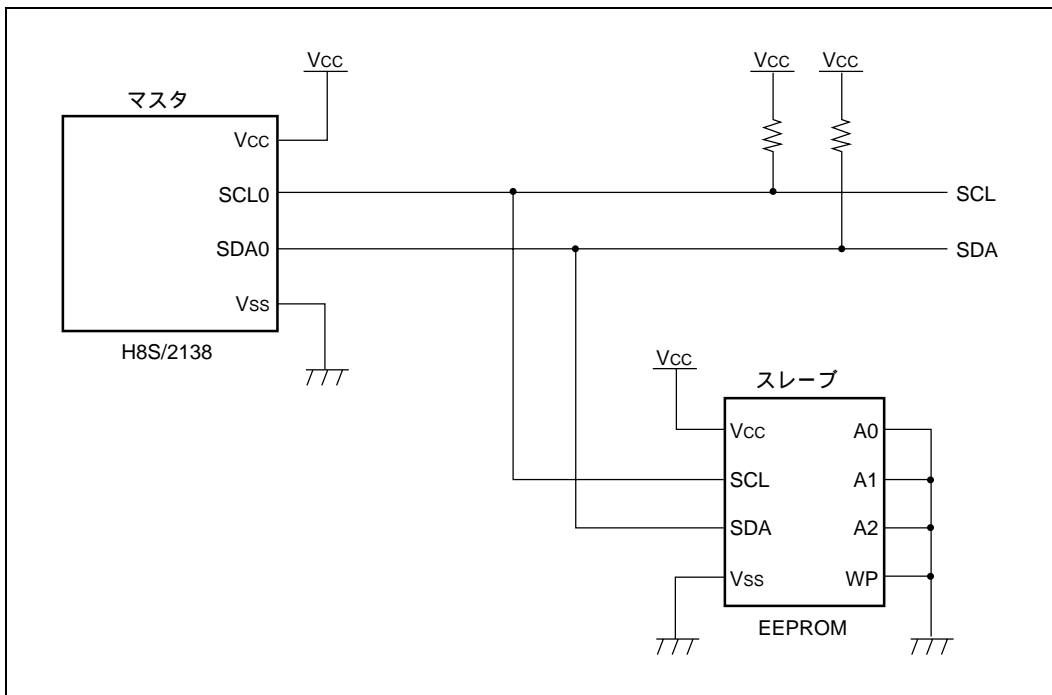 Vcc
Vcc
Vcc
マスタ
Vcc
SCL0
SCL
SDA0
SDA
Vss
H8S/2138
Vcc
スレーブ
Vcc
A0
SCL
A1
SDA
A2
Vss
WP
EEPROM